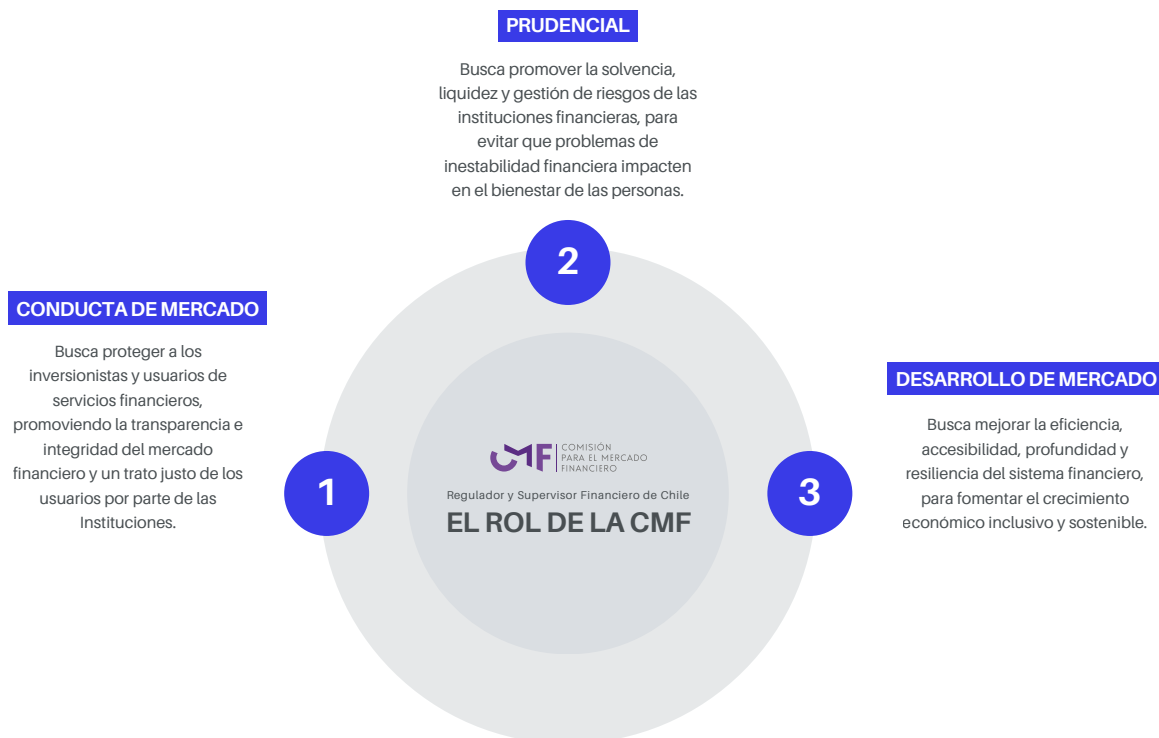 PRUDENCIAL
Busca promover la solvencia,
liquidez y gestión de riesgos de las
instituciones financieras, para
evitar que problemas de
inestabilidad financiera impacten
en el bienestar de las personas.
2
CONDUCTA DE MERCADO
Busca proteger a los
inversionistas y usuarios de
servicios financieros,
promoviendo la transparencia e
integridad del mercado
financiero y un trato justo de los
usuarios por parte de las
Instituciones.
1
CMF
COMISIÓN
PARA EL MERCADO
FINANCIERO
Regulador y Supervisor Financiero de Chile
EL ROL DE LA CMF
3
DESARROLLO DE MERCADO
Busca mejorar la eficiencia,
accesibilidad, profundidad y
resiliencia del sistema financiero,
para fomentar el crecimiento
económico inclusivo y sostenible.